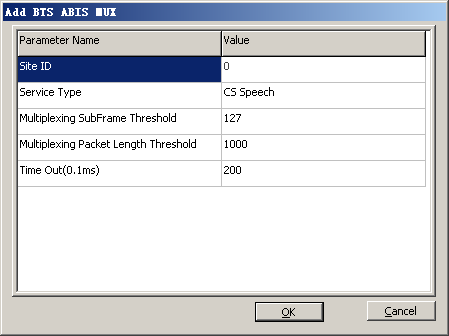 Add BTS ABIS MUX
Parameter Name Value
Site ID 0
Service Type CS Speech
Multiplexing SubFrame Threshold 127
Multiplexing Packet Length Threshold 1000
Time Out(0.1ms) 200
OK Cancel